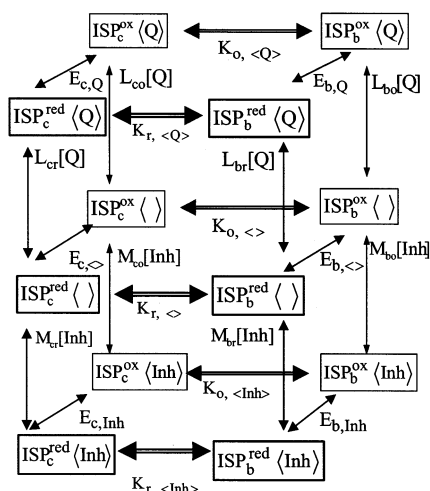 ISP_c^ox ⟨Q⟩ K_o, <Q> ISP_b^ox ⟨Q⟩
E_c,Q L_co[Q] E_b,Q L_bo[Q]
ISP_c^red ⟨Q⟩ K_r, <Q> ISP_b^red ⟨Q⟩
L_cr[Q] L_br[Q]
ISP_c^ox ⟨ ⟩ K_o, <> ISP_b^ox ⟨ ⟩
E_c,<> M_co[Inh] E_b,<> M_bo[Inh]
ISP_c^red ⟨ ⟩ K_r, <> ISP_b^red ⟨ ⟩
M_cr[Inh] M_br[Inh]
ISP_c^ox ⟨Inh⟩ K_o, <Inh> ISP_b^ox ⟨Inh⟩
E_c,Inh E_b,Inh
ISP_c^red ⟨Inh⟩ K_r, <Inh> ISP_b^red ⟨Inh⟩